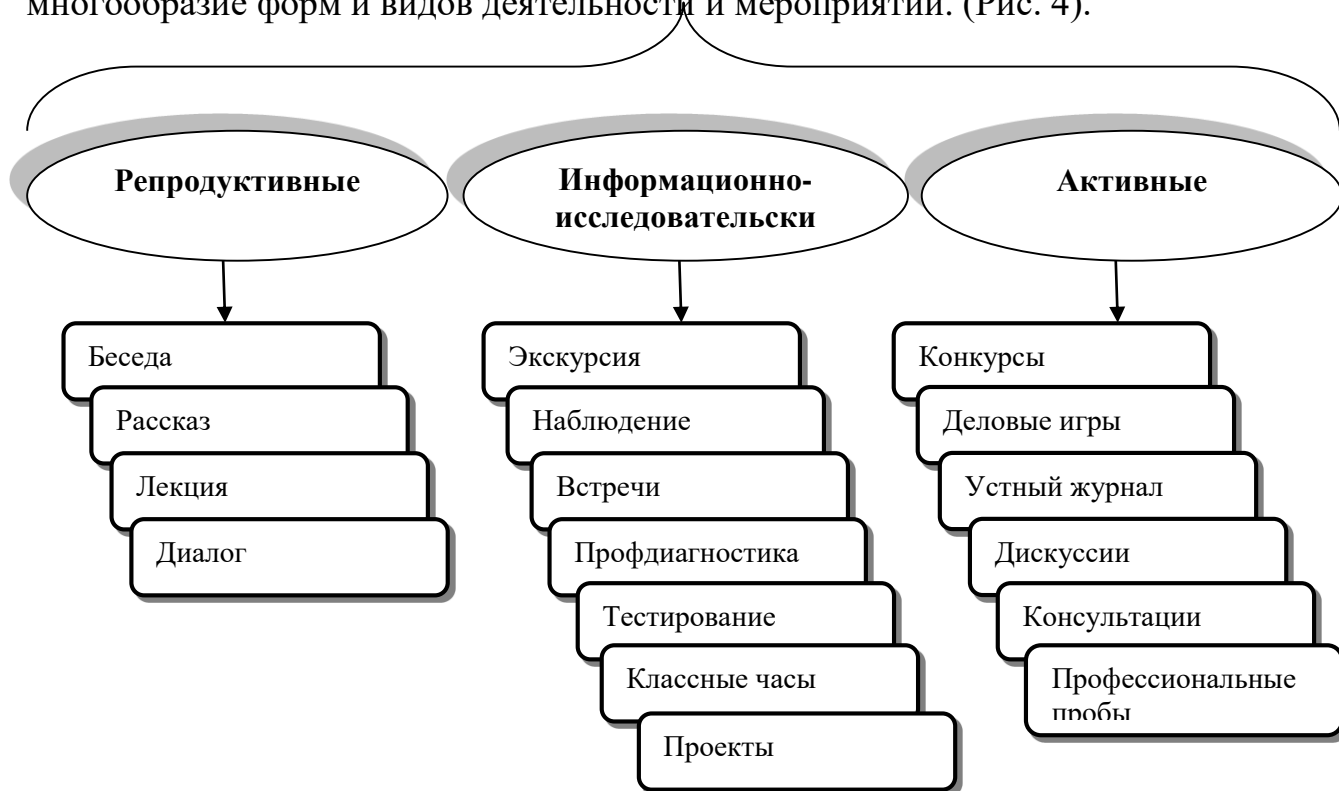 многообразие форм и видов деятельности и мероприятий. (Рис. 4).
Репродуктивные
Информационно-
исследовательски
Активные
Беседа
Рассказ
Лекция
Диалог
Экскурсия
Наблюдение
Встречи
Профдиагностика
Тестирование
Классные часы
Проекты
Конкурсы
Деловые игры
Устный журнал
Дискуссии
Консультации
Профессиональные
пробы